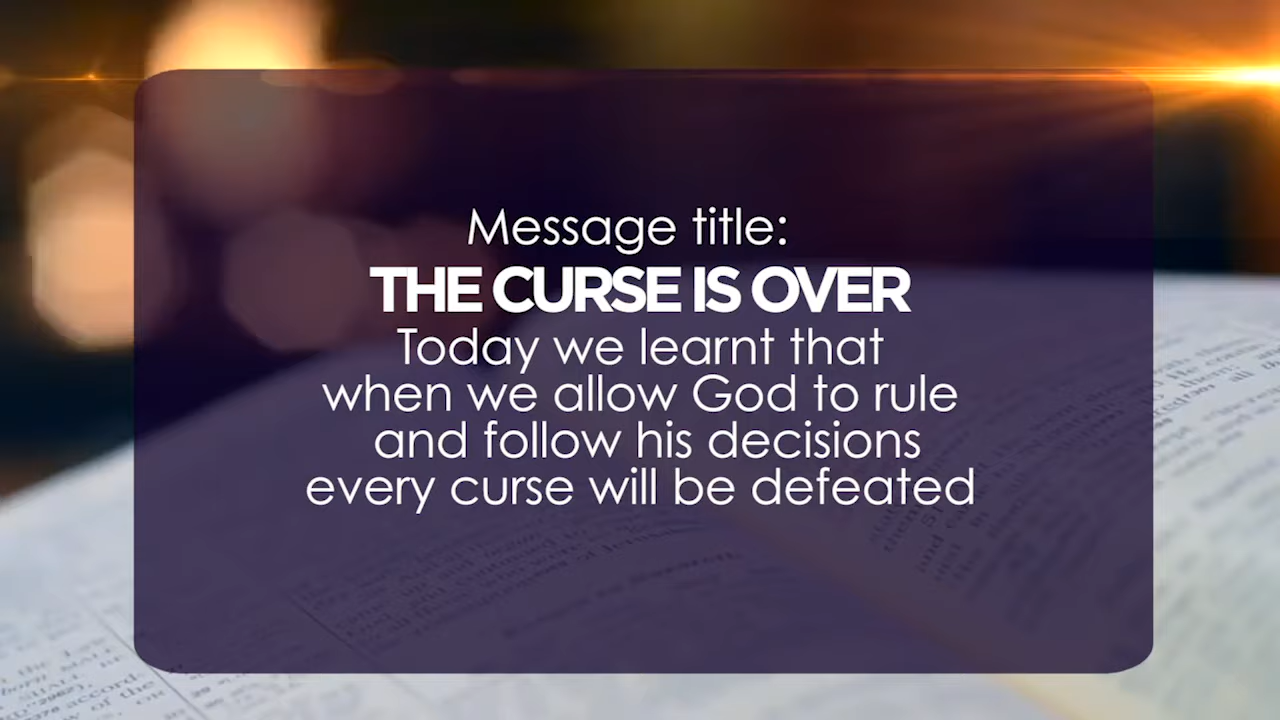 Message title:
THE CURSE IS OVER
Today we learnt that
when we allow God to rule
and follow his decisions
every curse will be defeated